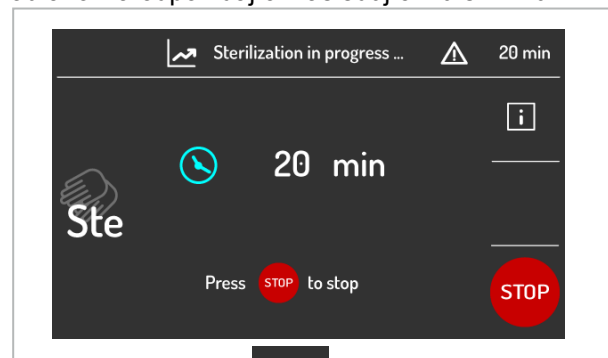 Sterilization in progress ... 20 min
i
20 min
Ste
Press STOP to stop
STOP